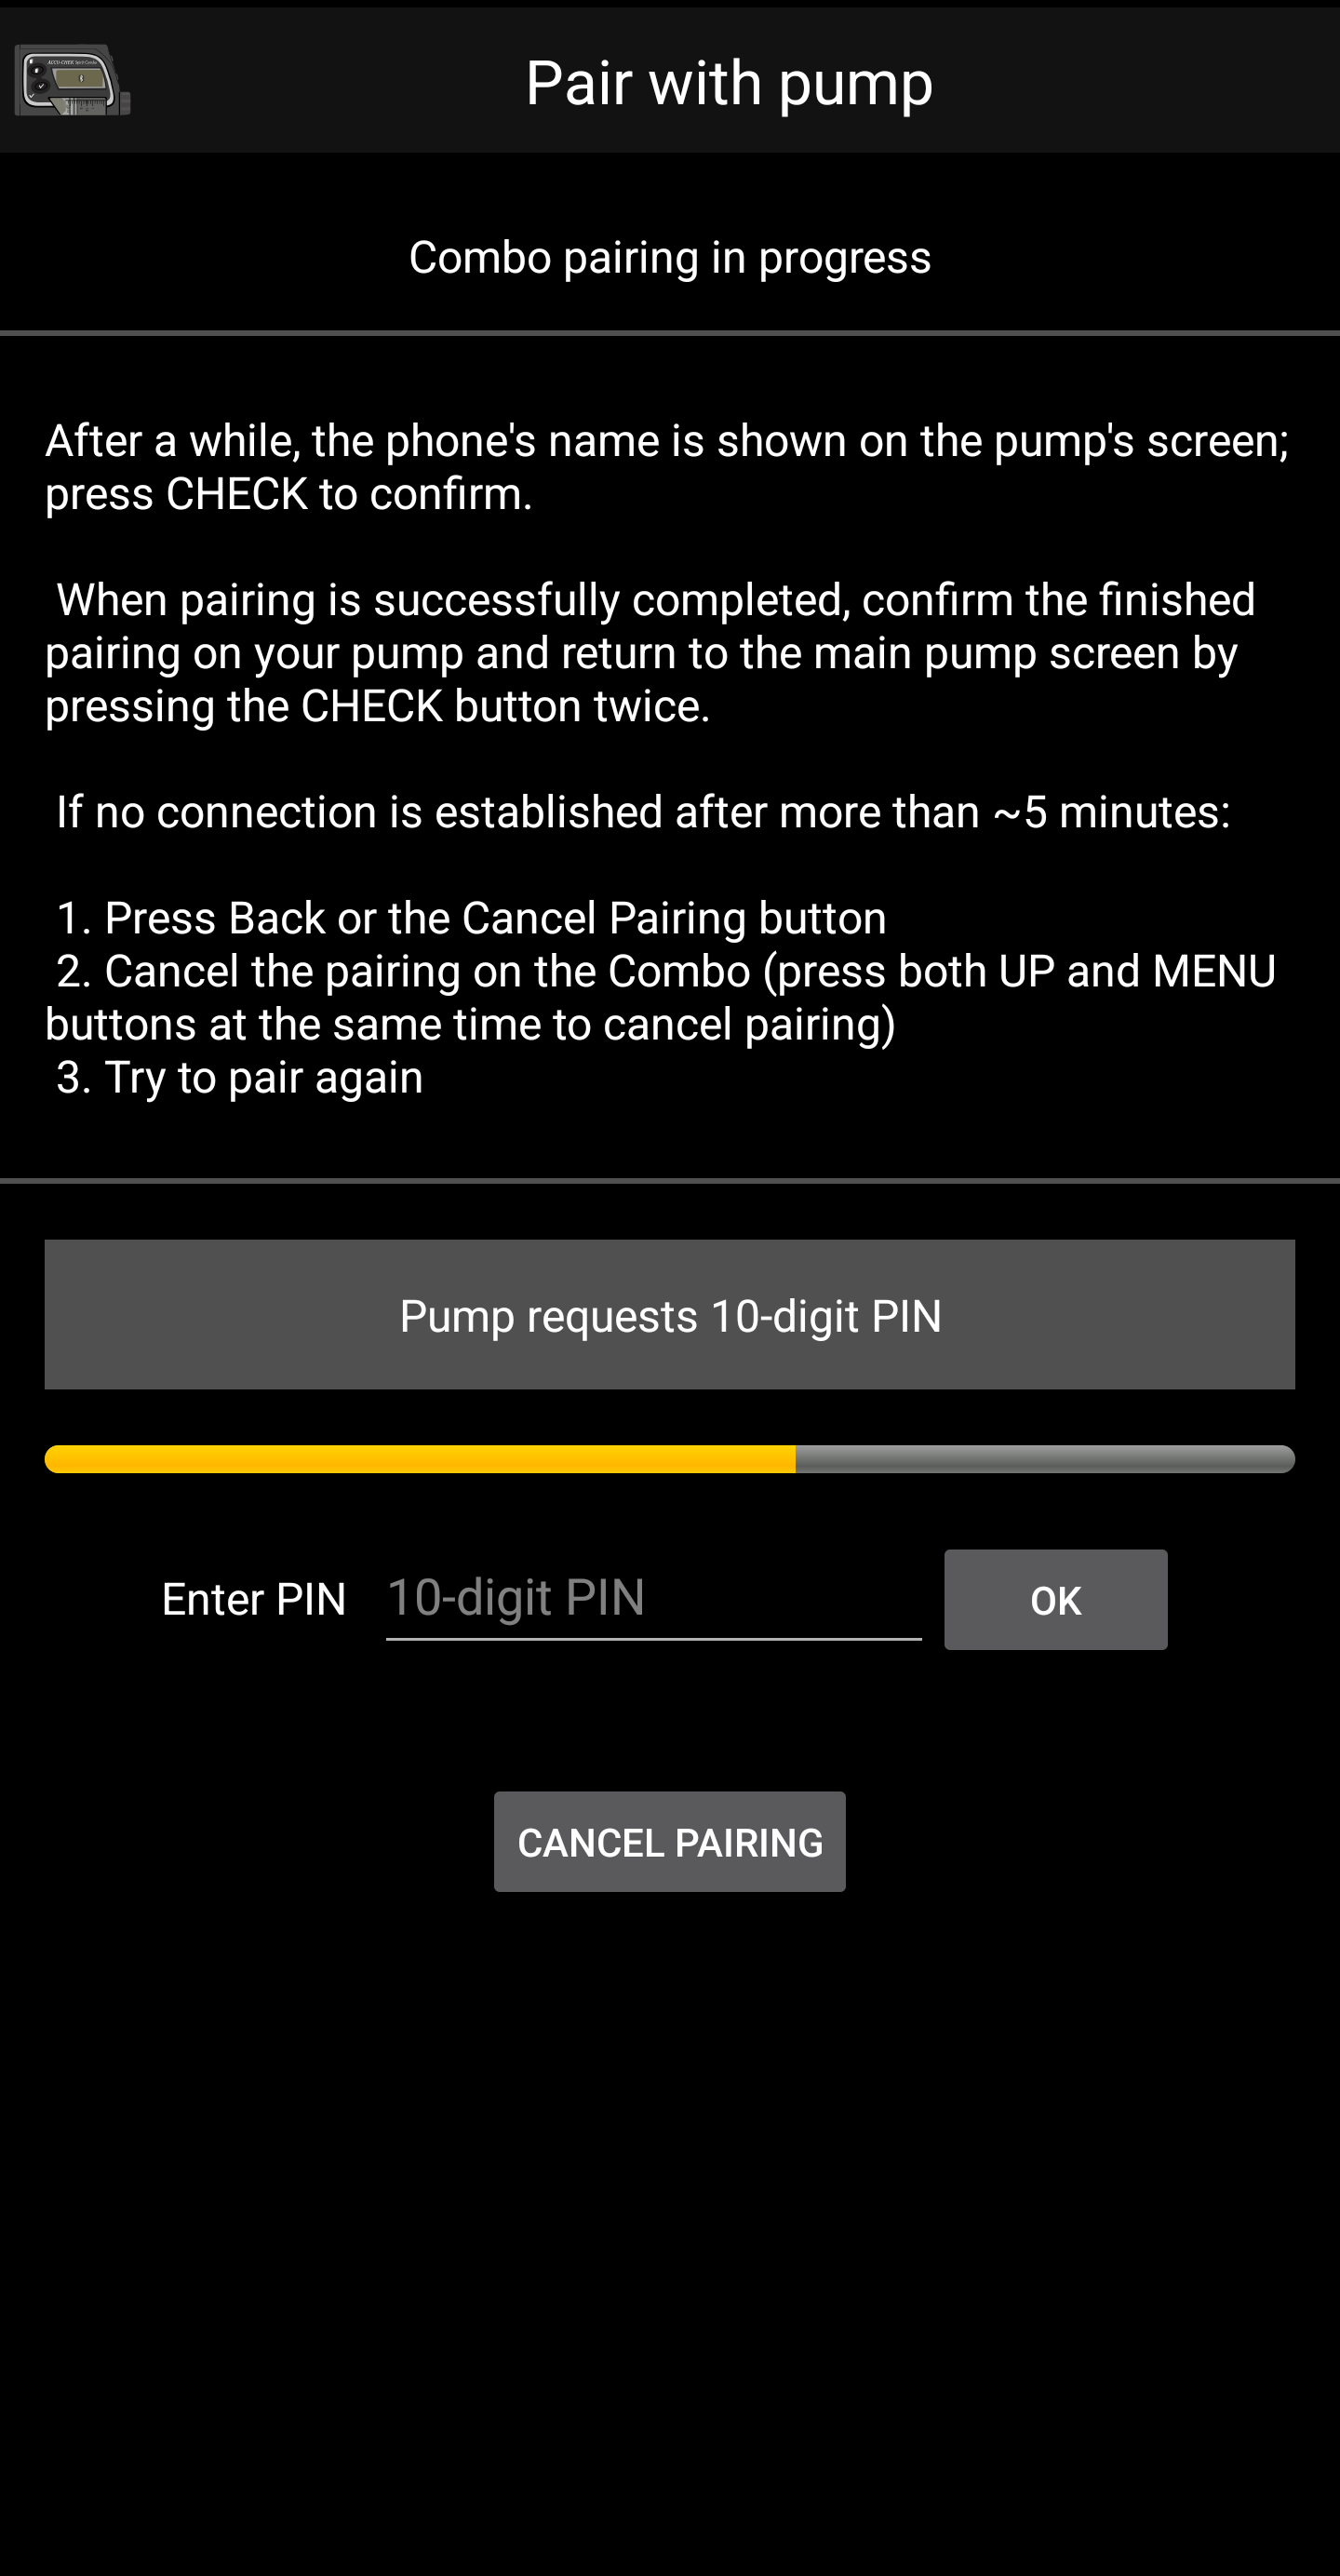 ACCU-CHEK Spirit Combo
Pair with pump
Combo pairing in progress
After a while, the phone's name is shown on the pump's screen;
press CHECK to confirm.
When pairing is successfully completed, confirm the finished
pairing on your pump and return to the main pump screen by
pressing the CHECK button twice.
If no connection is established after more than ~5 minutes:
1. Press Back or the Cancel Pairing button
2. Cancel the pairing on the Combo (press both UP and MENU
buttons at the same time to cancel pairing)
3. Try to pair again
Pump requests 10-digit PIN
Enter PIN 10-digit PIN OK
CANCEL PAIRING